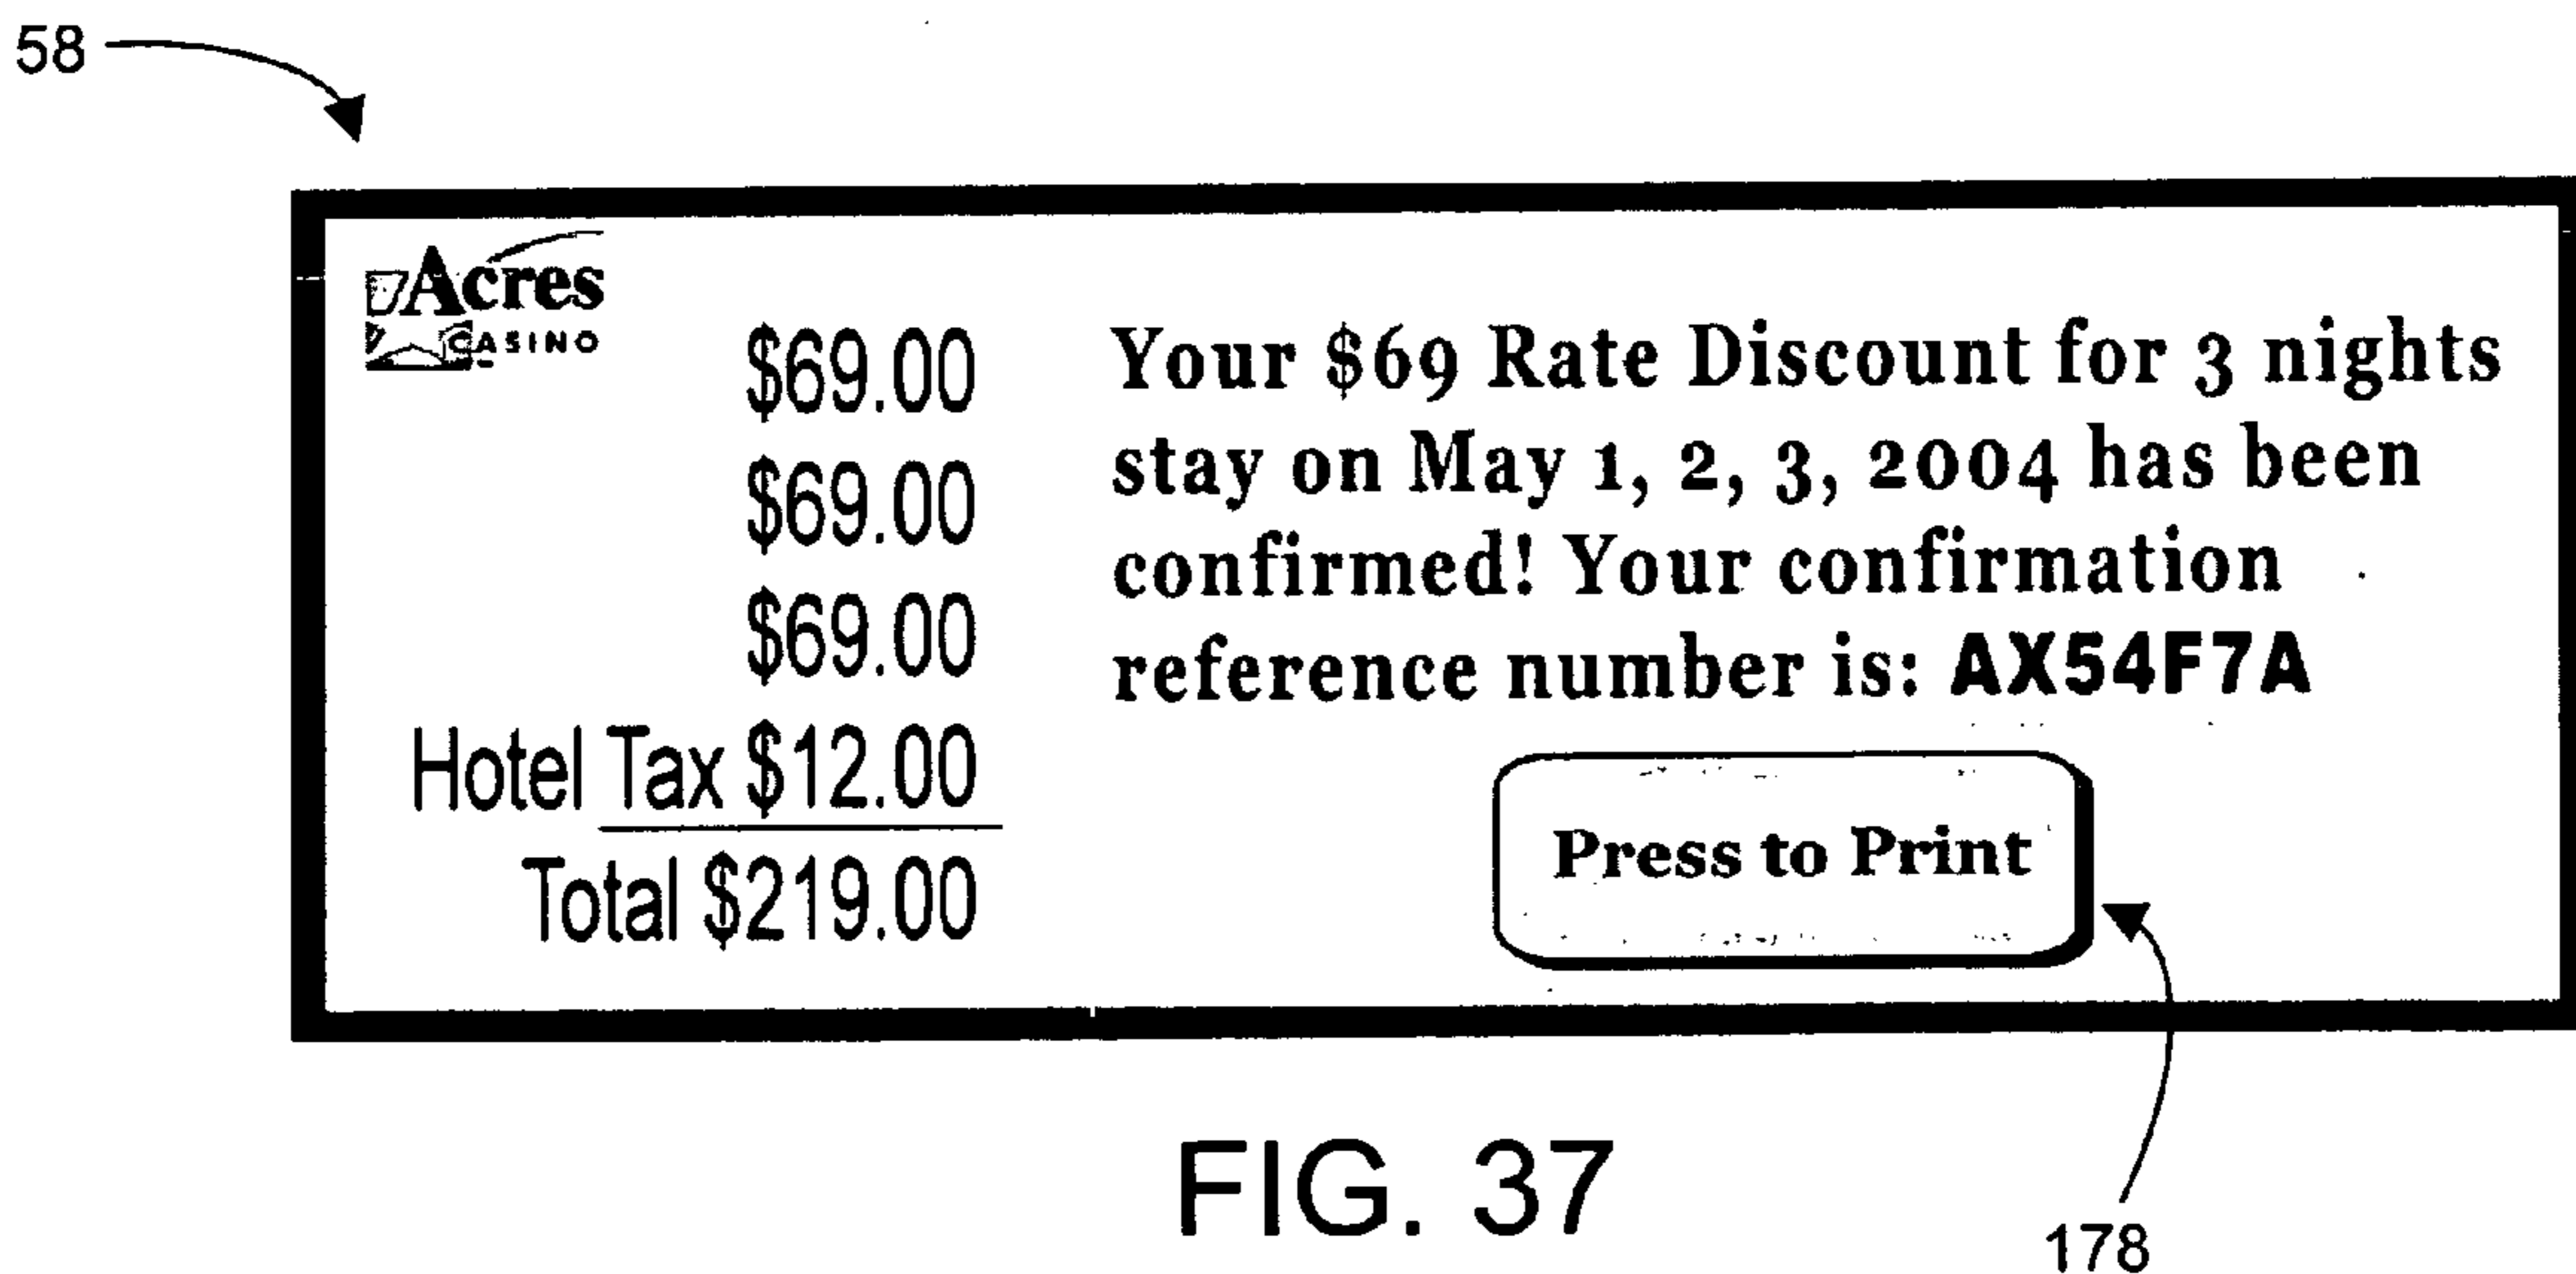 58
Acres
CASINO
$69.00
$69.00
$69.00
Hotel Tax $12.00
Total $219.00
Your $69 Rate Discount for 3 nights
stay on May 1, 2, 3, 2004 has been
confirmed! Your confirmation
reference number is: AX54F7A
Press to Print
178
FIG. 37